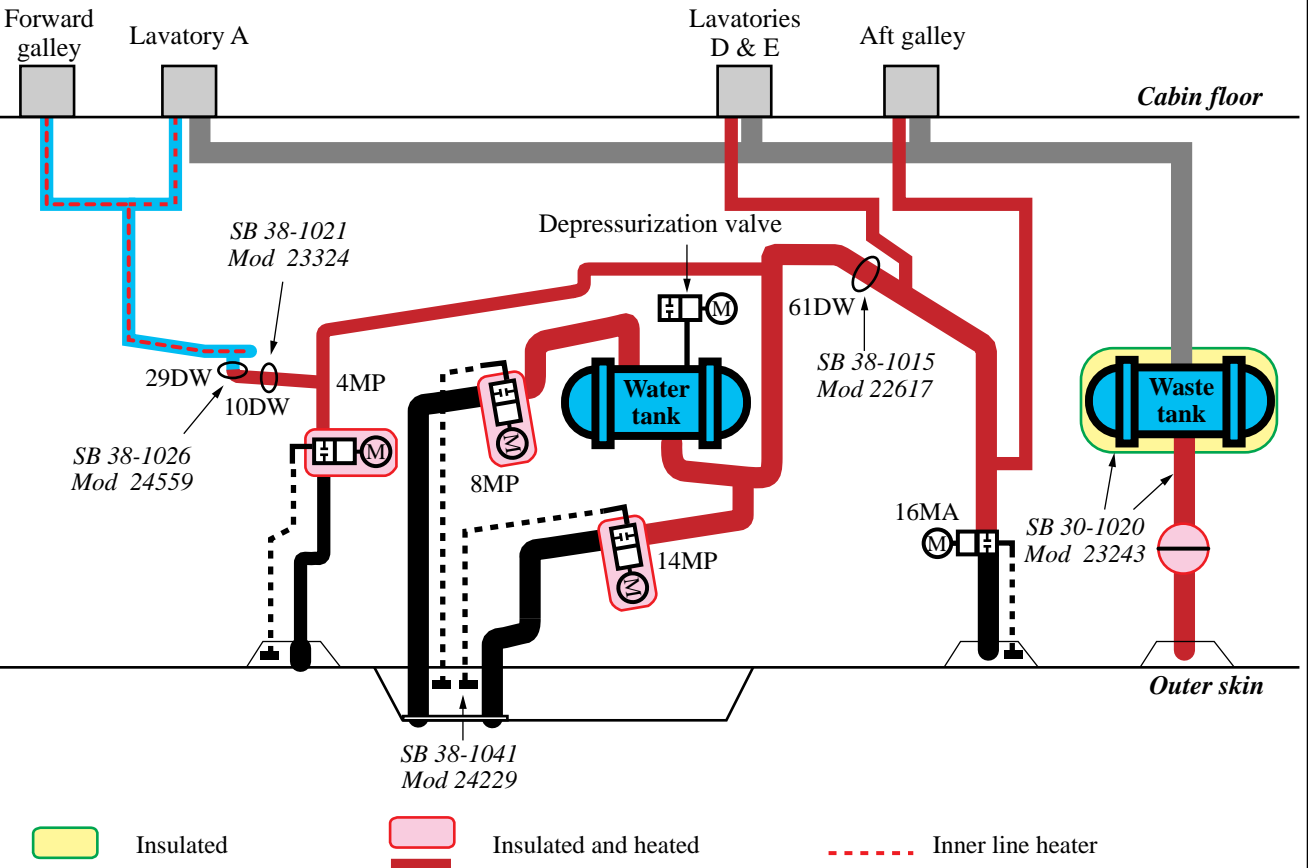 Forward
galley
Lavatory A
Lavatories
D & E
Aft galley
Cabin floor
SB 38-1021
Mod 23324
Depressurization valve
M
61DW
29DW
10DW
4MP
SB 38-1015
Mod 22617
Water
tank
Waste
tank
M
M
SB 38-1026
Mod 24559
8MP
16MA
M
SB 30-1020
Mod 23243
14MP
M
Outer skin
SB 38-1041
Mod 24229
Insulated
Insulated and heated
Inner line heater